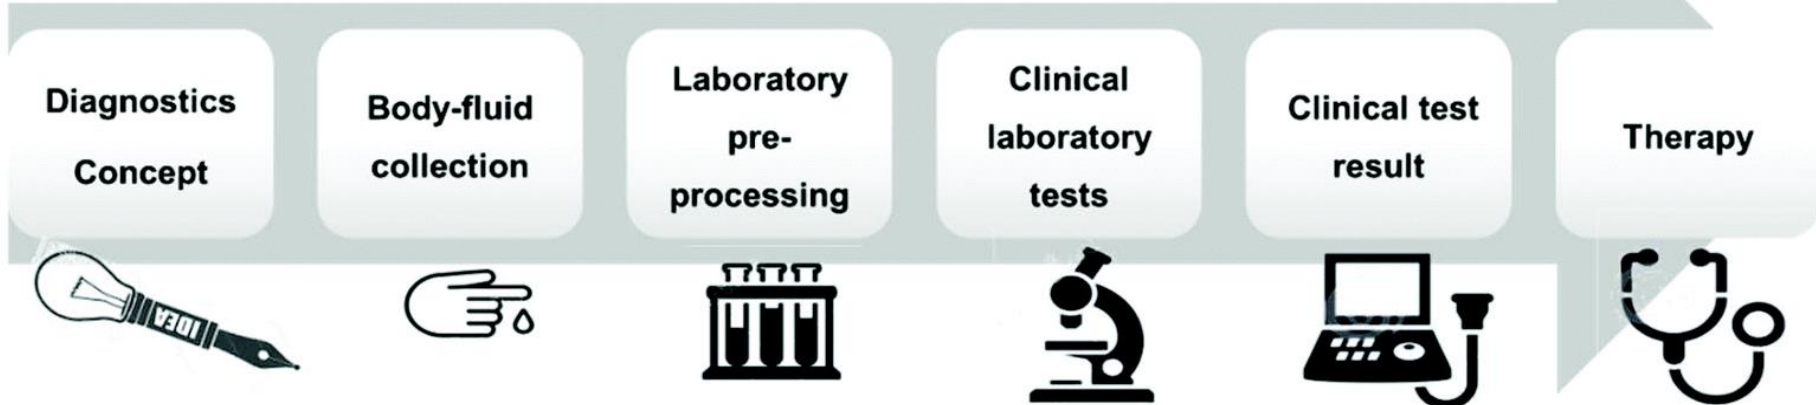 Diagnostics
Concept
Body-fluid
collection
Laboratory
pre-
processing
Clinical
laboratory
tests
Clinical test
result
Therapy
IDEA